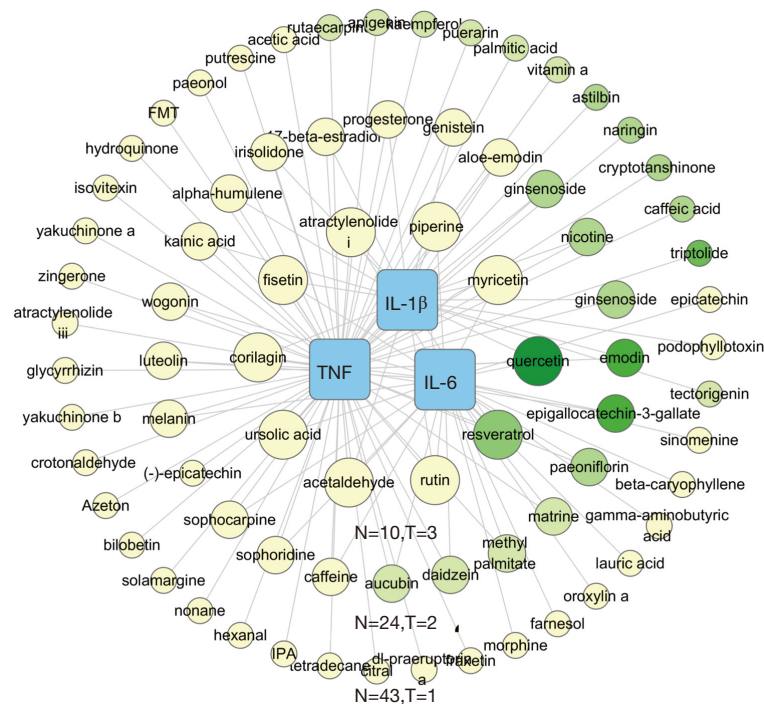 rutaecarpine
apigenin
kaempferol
puerarin
acetic acid
palmitic acid
putrescine
vitamin a
paeonol
astilbin
FMT
progesterone
genistein
naringin
17-beta-estradiol
hydroquinone
irisolidone
aloe-emodin
cryptotanshinone
isovitexin
alpha-humulene
ginsenoside
caffeic acid
atractylenolide
i
piperine
yakuchinone a
kainic acid
nicotine
triptolide
zingerone
fisetin
myricetin
wogonin
IL-1β
ginsenoside
epicatechin
atractylenolide
iii
podophyllotoxin
luteolin
corilagin
quercetin
emodin
glycyrrhizin
TNF
IL-6
tectorigenin
yakuchinone b
melanin
epigallocatechin-3-gallate
ursolic acid
resveratrol
sinomenine
crotonaldehyde
(-)-epicatechin
acetaldehyde
rutin
paeoniflorin
beta-caryophyllene
Azeton
sophocarpine
matrine
gamma-aminobutyric
acid
N=10,T=3
bilobetin
sophoridine
methyl
palmitate
lauric acid
solamargine
caffeine
aucubin
daidzein
oroxylin a
nonane
N=24,T=2
farnesol
hexanal
morphine
IPA
tetradecane
citral
dl-praeruptorin
a
fraxetin
N=43,T=1